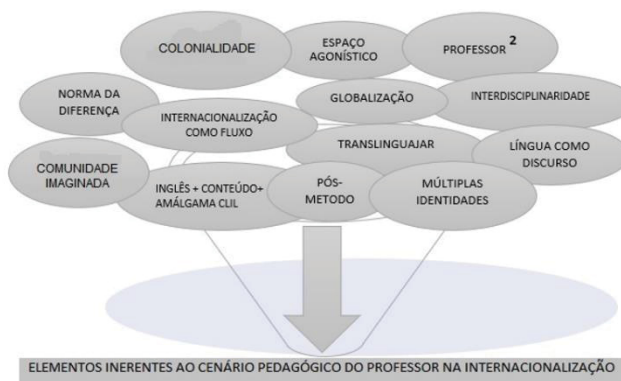 COLONIALIDADE
ESPAÇO
AGONÍSTICO
PROFESSOR 2
NORMA DA
DIFERENÇA
GLOBALIZAÇÃO
INTERDISCIPLINARIDADE
INTERNACIONALIZAÇÃO
COMO FLUXO
TRANSLINGUAJAR
LÍNGUA COMO
DISCURSO
COMUNIDADE
IMAGINADA
INGLÊS + CONTEÚDO+
AMÁLGAMA CLIL
PÓS-
METODO
MÚLTIPLAS
IDENTIDADES
ELEMENTOS INERENTES AO CENÁRIO PEDAGÓGICO DO PROFESSOR NA INTERNACIONALIZAÇÃO